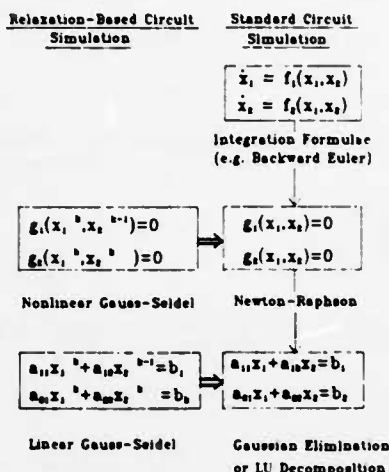 Relaxation-Based Circuit Simulation
Standard Circuit Simulation
ẋ₁ = f₁(x₁,x₂)
ẋ₂ = f₂(x₁,x₂)
Integration Formulae
(e.g. Backward Euler)
g₁(x₁ᵏ,x₂ᵏ⁻¹)=0
g₂(x₁ᵏ,x₂ᵏ)=0
g₁(x₁,x₂)=0
g₂(x₁,x₂)=0
Nonlinear Gauss-Seidel
Newton-Raphson
a₁₁x₁ᵏ+a₁₂x₂ᵏ⁻¹=b₁
a₂₁x₁ᵏ+a₂₂x₂ᵏ=b₂
a₁₁x₁+a₁₂x₂=b₁
a₂₁x₁+a₂₂x₂=b₂
Linear Gauss-Seidel
Gaussian Elimination
or LU Decomposition